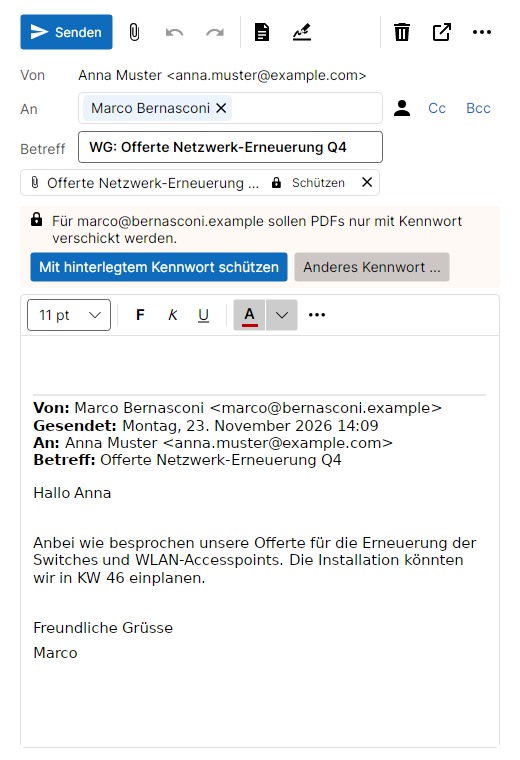 Senden
Von Anna Muster <anna.muster@example.com>
An Marco Bernasconi Cc Bcc
Betreff WG: Offerte Netzwerk-Erneuerung Q4
Offerte Netzwerk-Erneuerung ... Schützen
Für marco@bernasconi.example sollen PDFs nur mit Kennwort
verschickt werden.
Mit hinterlegtem Kennwort schützen Anderes Kennwort ...
11 pt F K U A
Von: Marco Bernasconi <marco@bernasconi.example>
Gesendet: Montag, 23. November 2026 14:09
An: Anna Muster <anna.muster@example.com>
Betreff: Offerte Netzwerk-Erneuerung Q4
Hallo Anna
Anbei wie besprochen unsere Offerte für die Erneuerung der
Switches und WLAN-Accesspoints. Die Installation könnten
wir in KW 46 einplanen.
Freundliche Grüsse
Marco